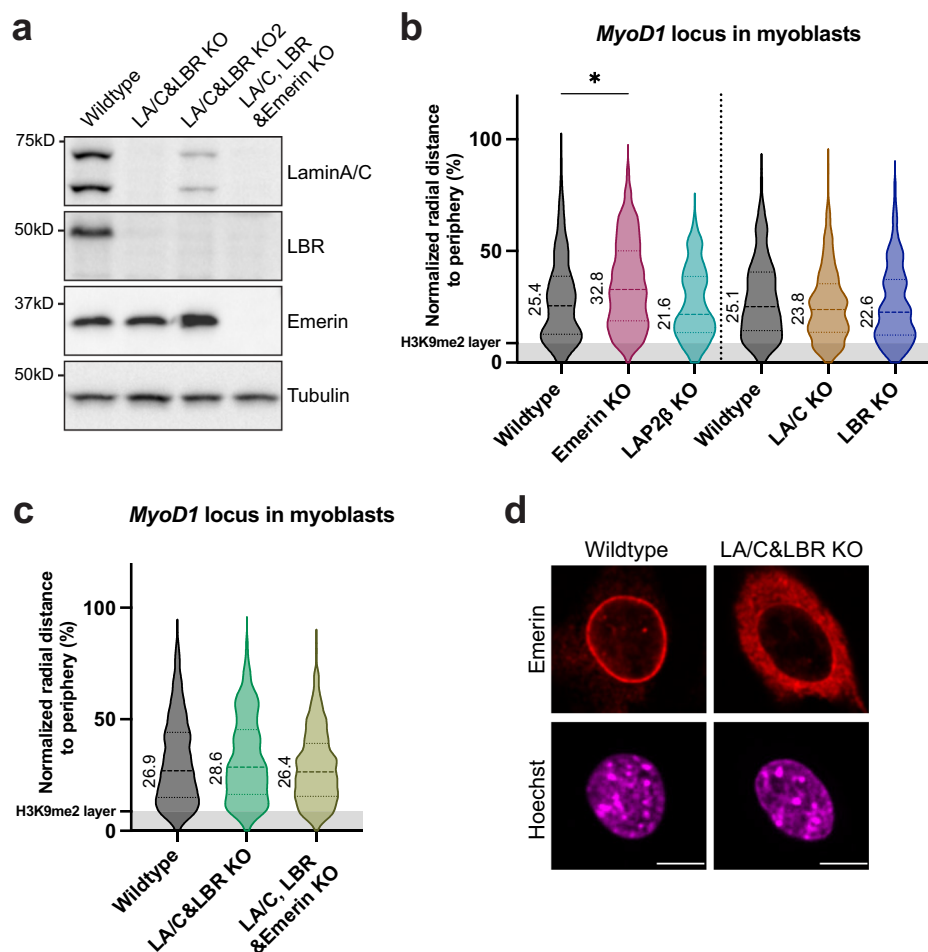 a
Wildtype
LA/C&LBR KO
LA/C&LBR KO2
LA/C, LBR
&Emerin KO
75kD
LaminA/C
50kD
LBR
37kD
Emerin
50kD
Tubulin
b
MyoD1 locus in myoblasts
Normalized radial distance
to periphery (%)
100
50
0
H3K9me2 layer
*
25.4
32.8
21.6
25.1
23.8
22.6
Wildtype
Emerin KO
LAP2β KO
Wildtype
LA/C KO
LBR KO
c
MyoD1 locus in myoblasts
Normalized radial distance
to periphery (%)
100
50
0
H3K9me2 layer
26.9
28.6
26.4
Wildtype
LA/C&LBR KO
LA/C, LBR
&Emerin KO
d
Wildtype
LA/C&LBR KO
Emerin
Hoechst